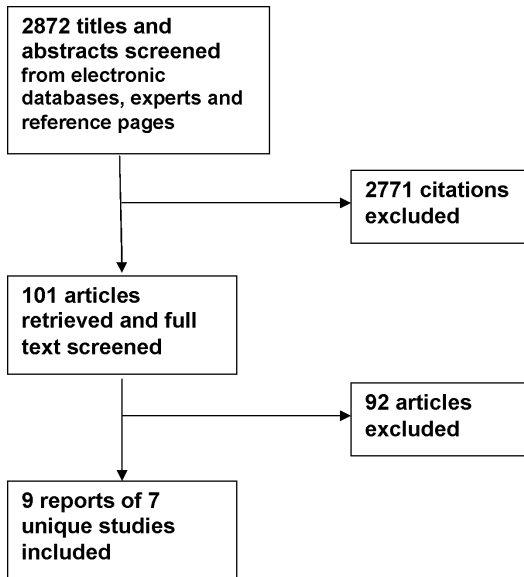 2872 titles and
abstracts screened
from electronic
databases, experts and
reference pages
2771 citations
excluded
101 articles
retrieved and full
text screened
92 articles
excluded
9 reports of 7
unique studies
included